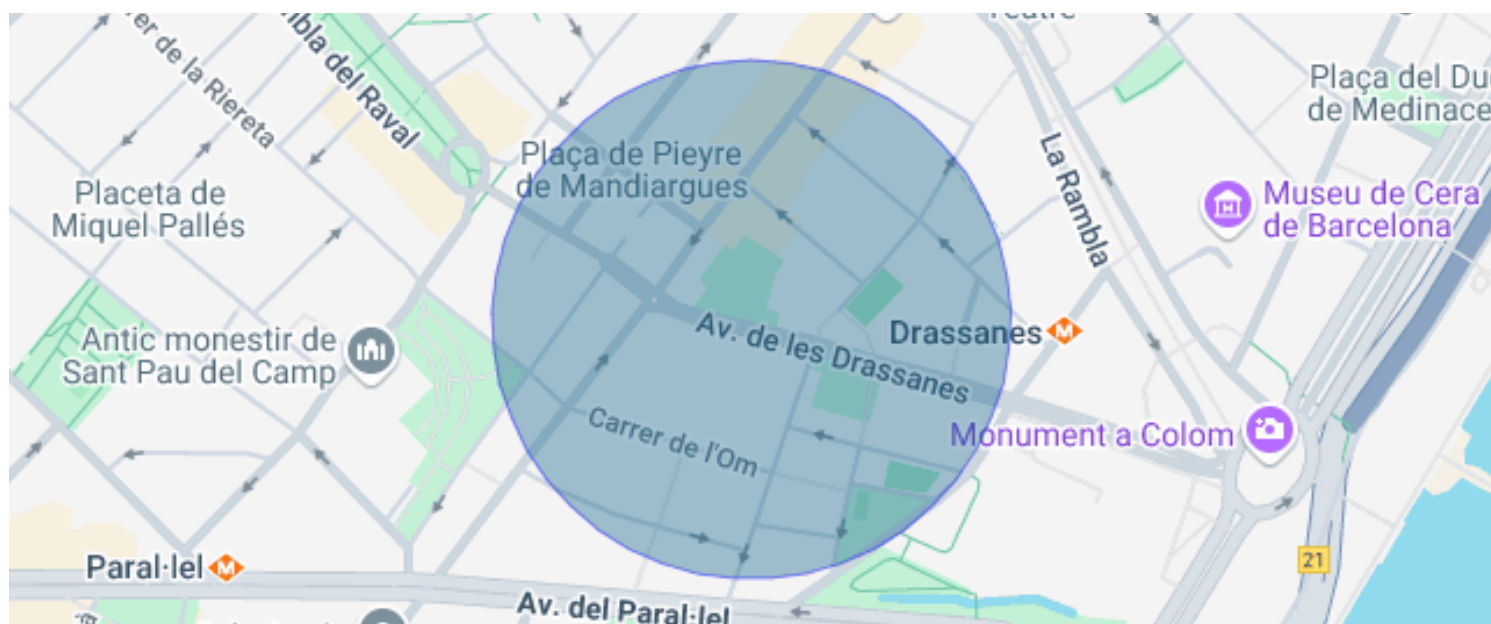 Rambla del Raval
Carrer de la Riereta
Plaça de Pieyre
de Mandiargues
Placeta de
Miquel Pallés
La Rambla
Plaça del Du
de Medinace
Museu de Cera
de Barcelona
Antic monestir de
Sant Pau del Camp
Av. de les Drassanes
Drassanes
M
Monument a Colom
Carrer de l'Om
21
Paral·lel
M
Av. del Paral·lel